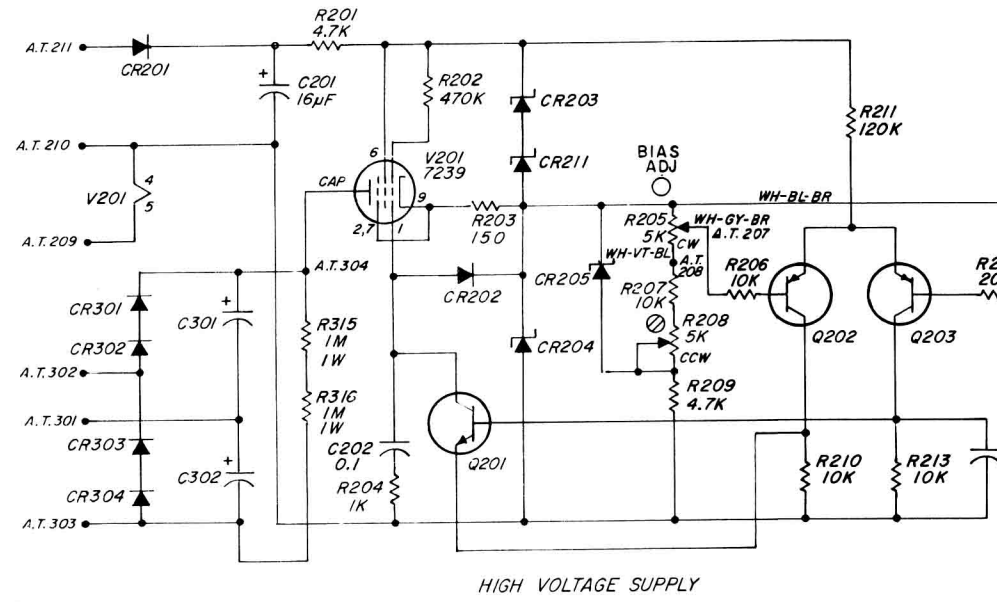 R201
4.7K
A.T. 211
CR201
+
C201
16µF
R202
470K
CR203
R211
120K
A.T. 210
6
V201
7239
CR211
BIAS
ADJ
4
V201
5
CAP
9
WH-BL-BR
2,7
1
R203
150
R205
5K
CW
WH-GY-BR
A.T. 207
A.T. 209
A.T. 304
WH-VT-BL
A.T.
208
CR205
CR202
R206
10K
R207
10K
R2
20
CR301
+
C301
R315
1M
1W
R208
5K
CCW
Q202
Q203
CR302
CR204
A.T. 302
R316
1M
1W
R209
4.7K
A.T. 301
CR303
+
C302
C202
0.1
Q201
R210
10K
R213
10K
CR304
R204
1K
A.T. 303
HIGH VOLTAGE SUPPLY